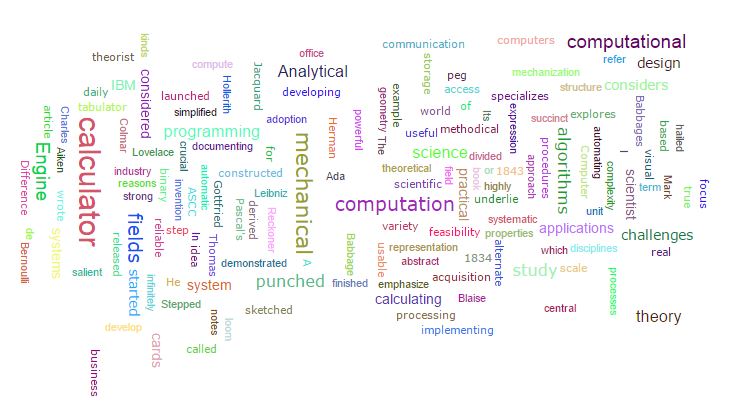 kinds
theorist
office
compute
communication
computers
computational
Analytical
refer
design
storage
peg
mechanization
daily
IBM
considered
Hollerith
Jacquard
developing
access
structure
considers
tabulator
launched
example
specializes
Babbages
hailed
article
Charles
Colmar
simplified
adoption
geometry The
powerful
world
of
Its
expression
succinct
explores
based
calculator
programming
for
Herman
useful
methodical
algorithms
automating
I
visual
Aiken
Lovelace
crucial
documenting
mechanical
science
divided
procedures
Engine
industry
automatic
constructed
Ada
theoretical
field
or
1843
approach
Computer
complexity
scientist
Difference
reasons
binary
invention
Gottfried
Leibniz
scientific
practical
book
highly
term
Mark
true
focus
wrote
strong
ASCC
Pascal's
derived
computation
underlie
unit
de
fields
reliable
step
In idea
Thomas
Reckoner
variety
feasibility
systematic
properties
applications
challenges
Bernoulli
systems
released
started
demonstrated
A
Babbage
usable
representation
abstract
1834
alternate
which
disciplines
real
salient
infinitely
He
system
punched
finished
emphasize
acquisition
study
scale
processes
Stepped
calculating
Blaise
develop
notes
loom
sketched
processing
central
theory
business
cards
called
implementing